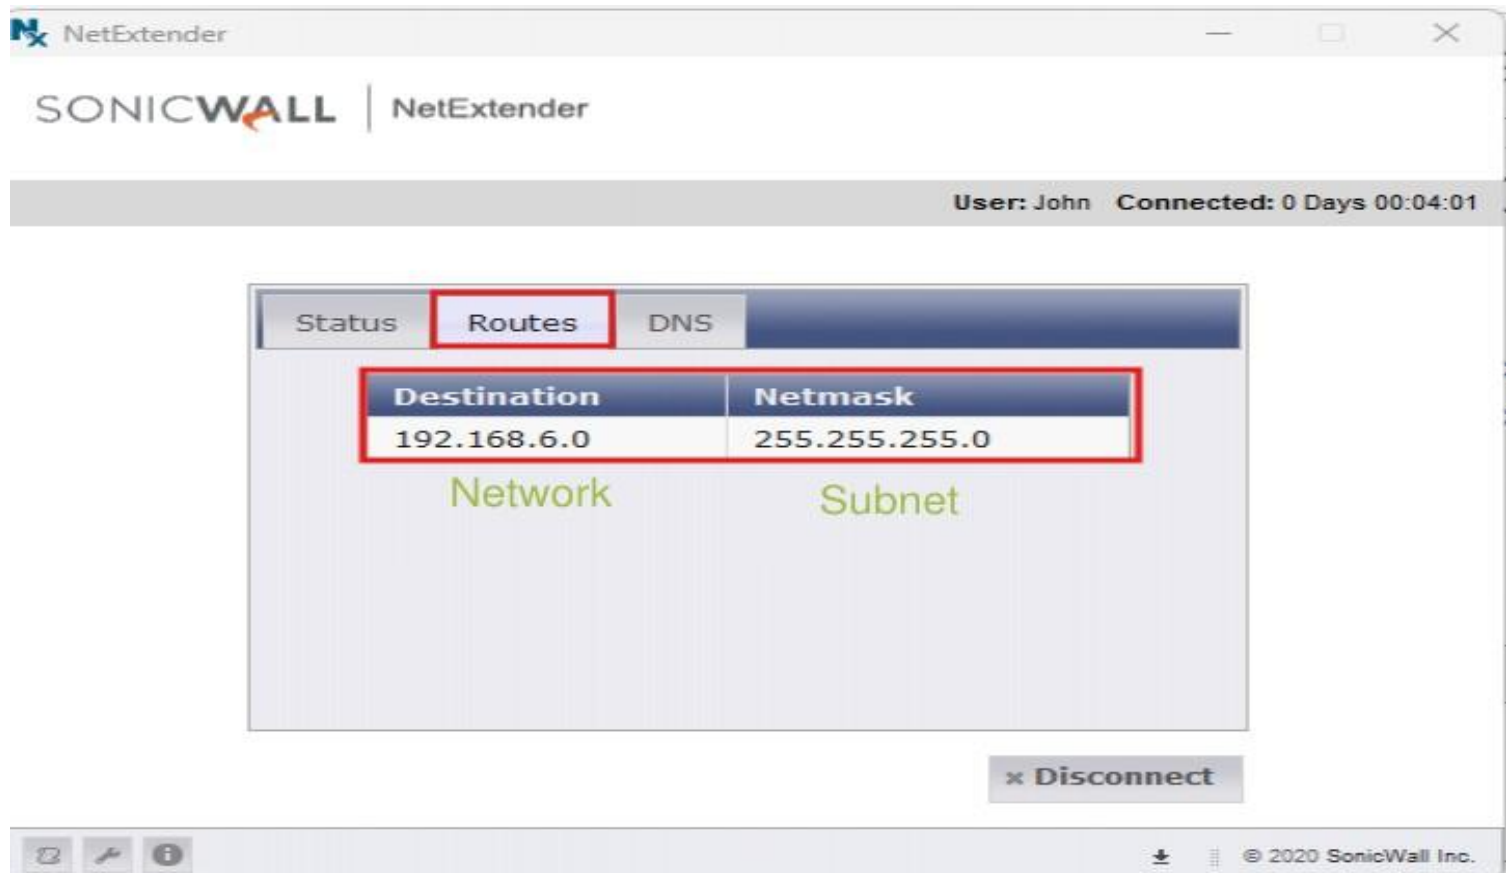 NetExtender
SONICWALL NetExtender
User: John Connected: 0 Days 00:04:01
Status Routes DNS
Destination Netmask
192.168.6.0 255.255.255.0
Network Subnet
× Disconnect
© 2020 SonicWall Inc.